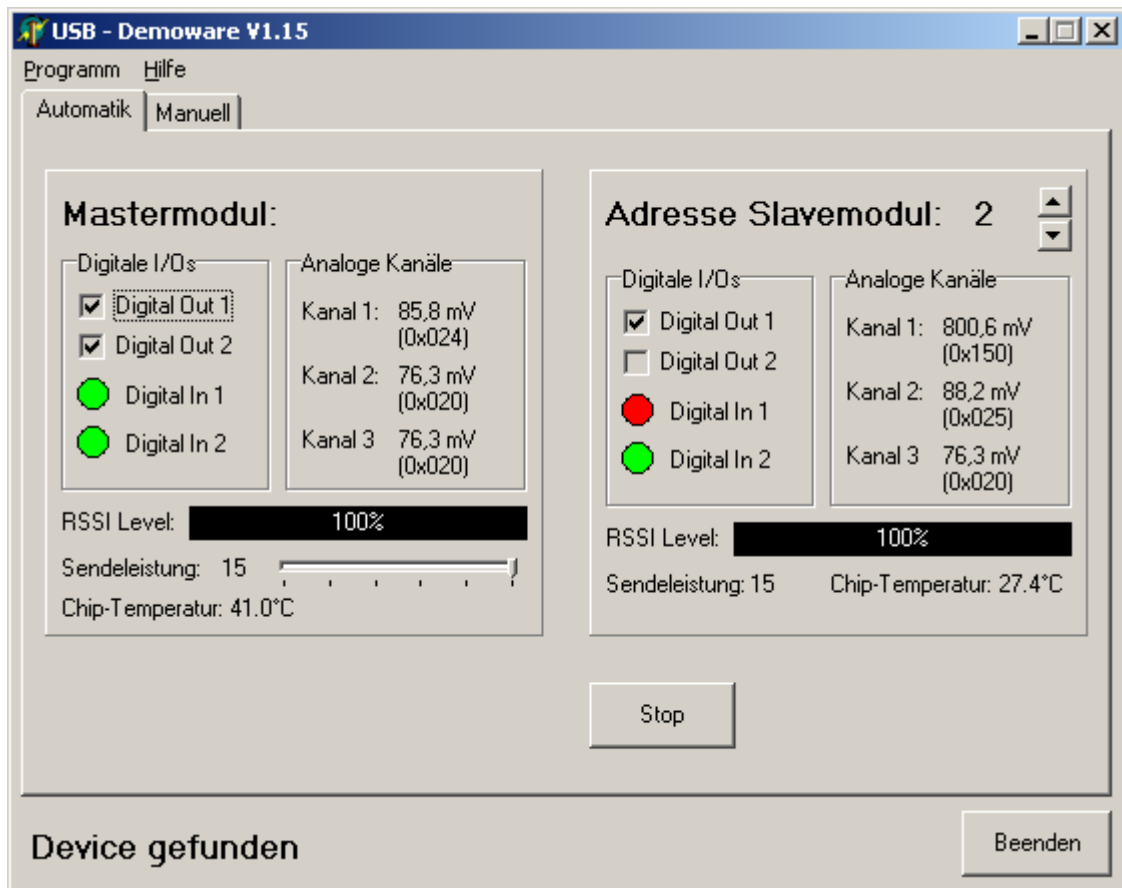 USB - Demoware V1.15
Programm Hilfe
Automatik Manuell
Mastermodul:
Digitale I/Os
Digital Out 1
Digital Out 2
Digital In 1
Digital In 2
Analoge Kanäle
Kanal 1: 85,8 mV
(0x024)
Kanal 2: 76,3 mV
(0x020)
Kanal 3 76,3 mV
(0x020)
RSSI Level: 100%
Sendeleistung: 15
Chip-Temperatur: 41.0°C
Adresse Slavemodul: 2
Digitale I/Os
Digital Out 1
Digital Out 2
Digital In 1
Digital In 2
Analoge Kanäle
Kanal 1: 800,6 mV
(0x150)
Kanal 2: 88,2 mV
(0x025)
Kanal 3 76,3 mV
(0x020)
RSSI Level: 100%
Sendeleistung: 15 Chip-Temperatur: 27.4°C
Stop
Device gefunden
Beenden